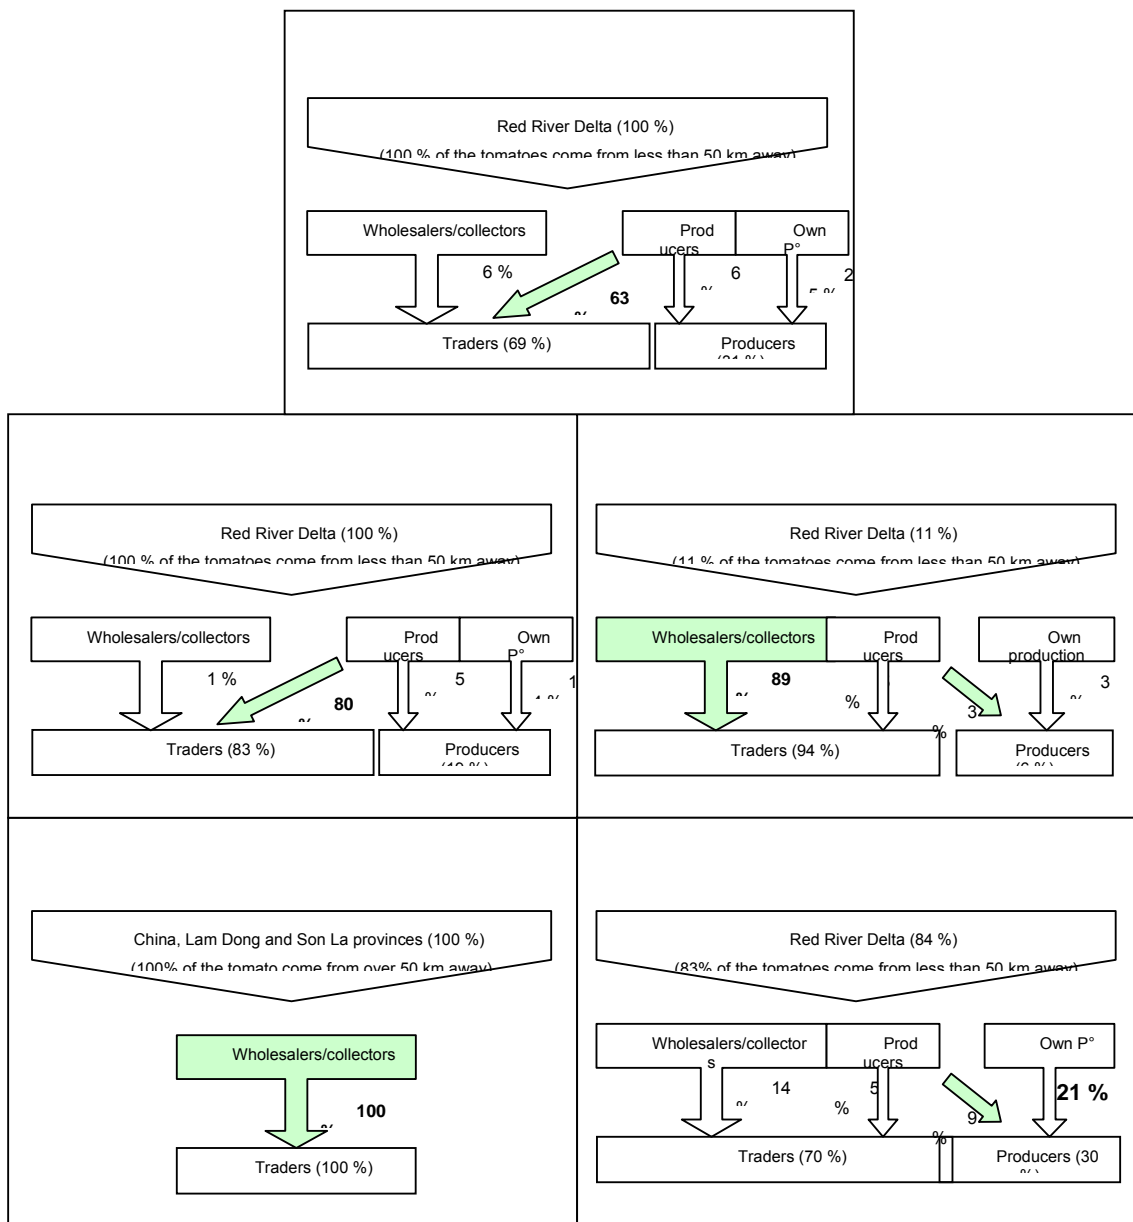 Red River Delta (100 %)
(100 % of the tomatoes come from less than 50 km away)
Wholesalers/collectors
Prod
ucers
Own
P°
6 %
63
%
6
%
2
5 %
Traders (69 %)
Producers
(31 %)
Red River Delta (100 %)
(100 % of the tomatoes come from less than 50 km away)
Wholesalers/collectors
Prod
ucers
Own
P°
1 %
80
%
5
%
1
Traders (83 %)
Producers
Red River Delta (11 %)
(11 % of the tomatoes come from less than 50 km away)
Wholesalers/collectors
Prod
ucers
Own
production
89
%
%
3
%
3
%
Traders (94 %)
Producers
(6 %)
China, Lam Dong and Son La provinces (100 %)
(100% of the tomato come from over 50 km away)
Wholesalers/collectors
100
%
Traders (100 %)
Red River Delta (84 %)
(83% of the tomatoes come from less than 50 km away)
Wholesalers/collector
s
Prod
ucers
Own P°
14
%
5
%
9
%
21 %
Traders (70 %)
Producers (30
%)